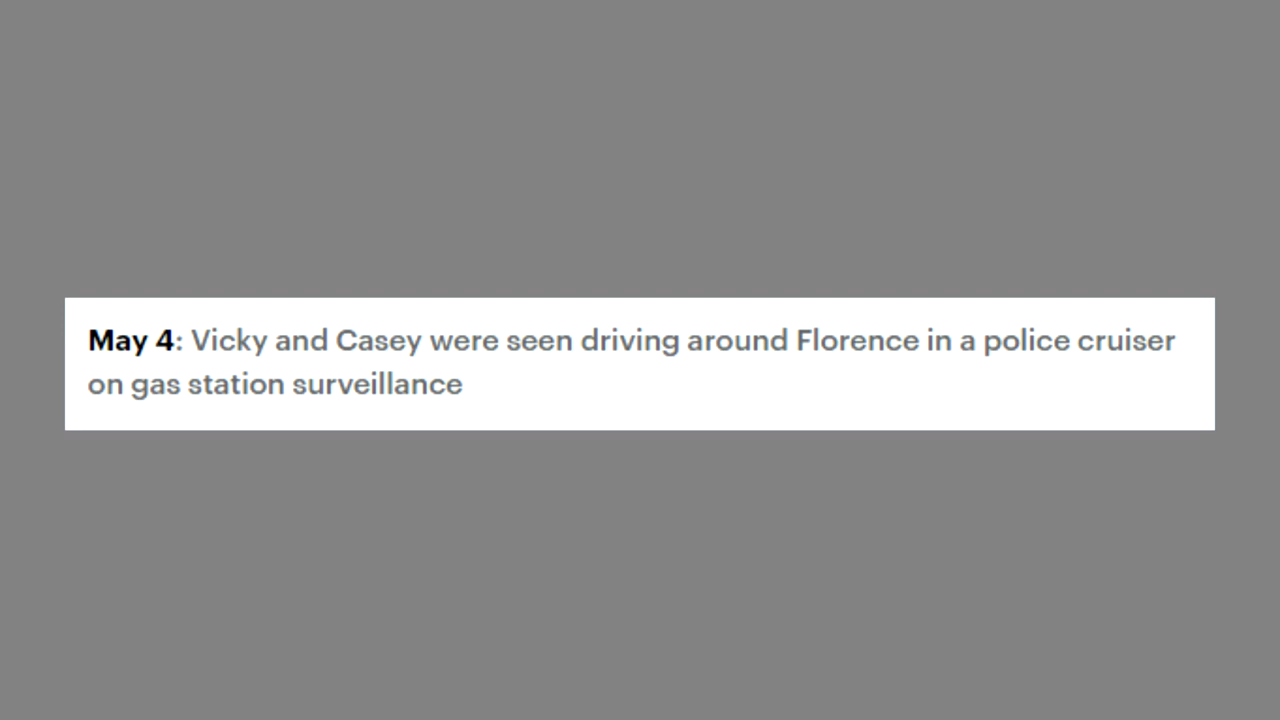 May 4: Vicky and Casey were seen driving around Florence in a police cruiser
on gas station surveillance